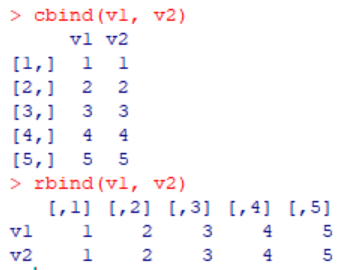 > cbind(v1, v2)
     v1 v2
[1,]  1  1
[2,]  2  2
[3,]  3  3
[4,]  4  4
[5,]  5  5
> rbind(v1, v2)
   [,1] [,2] [,3] [,4] [,5]
v1    1    2    3    4    5
v2    1    2    3    4    5